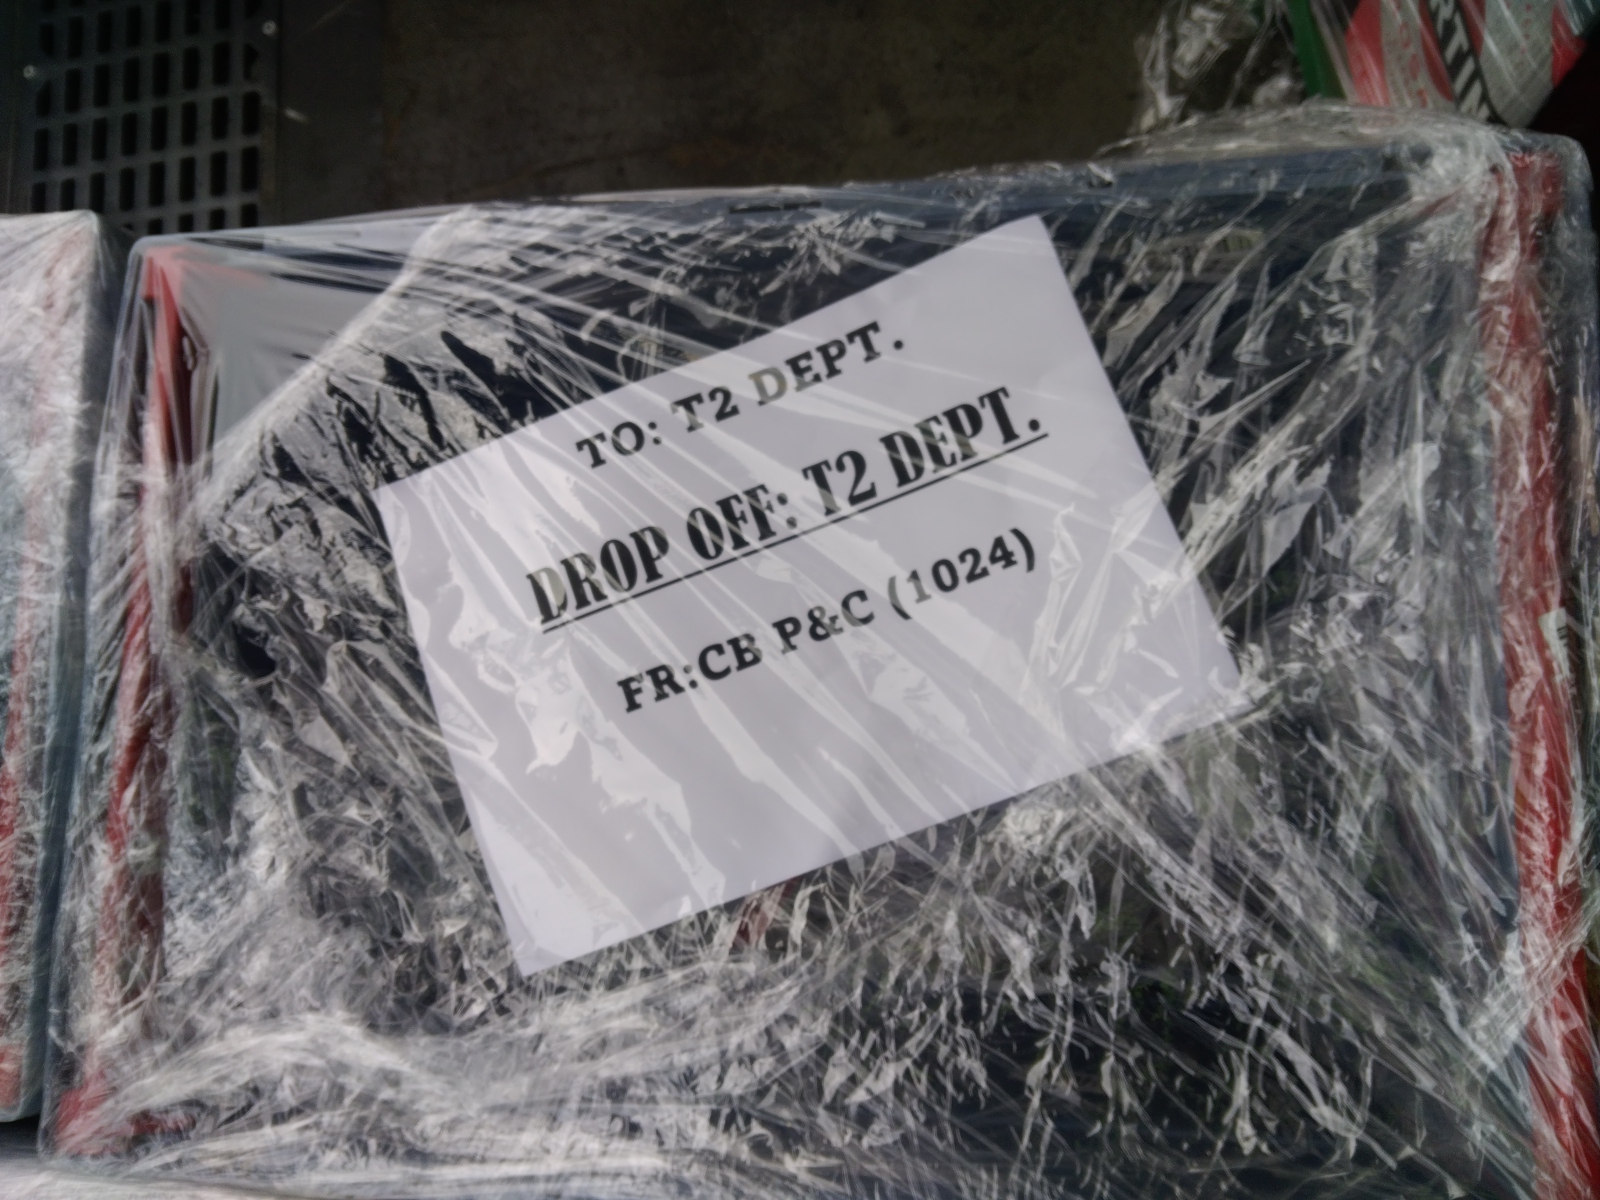 TO: T2 DEPT.
DROP OFF: T2 DEPT.
FR:CB P&C (1024)